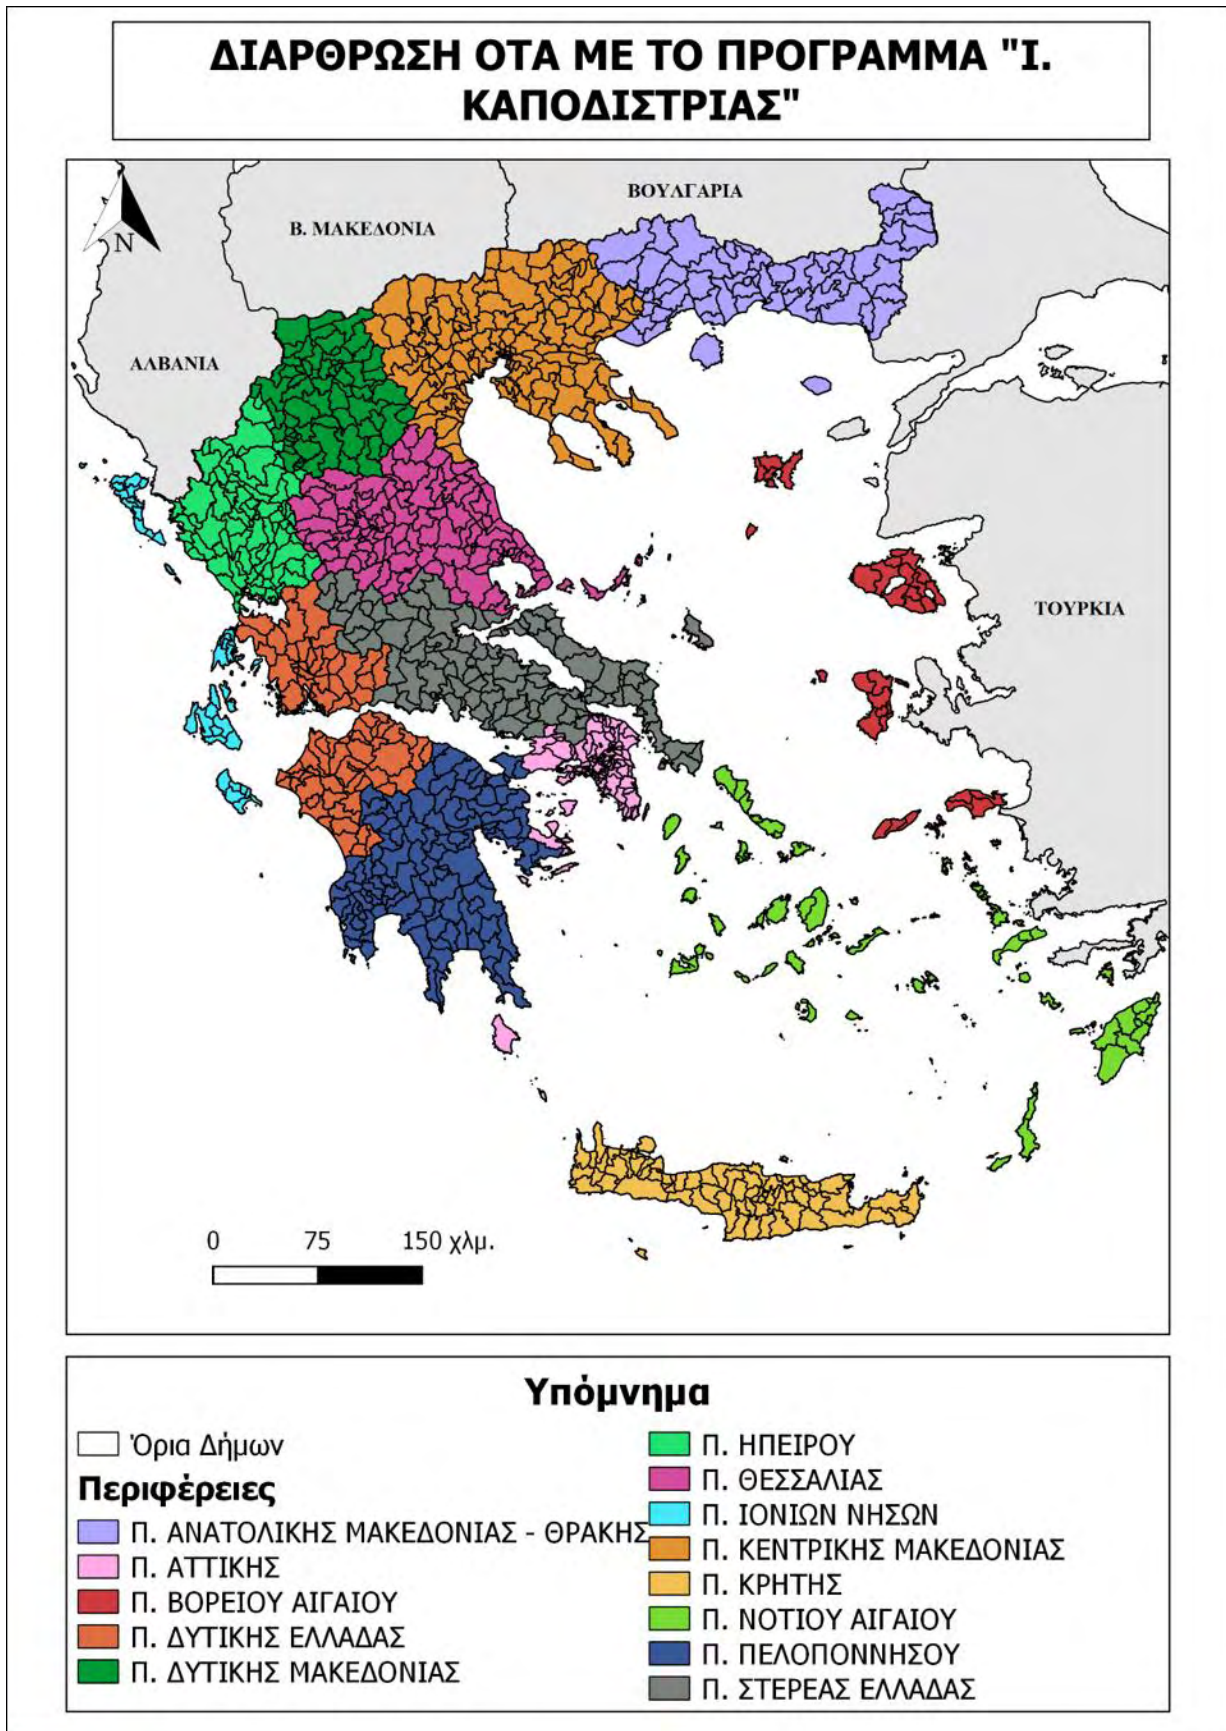 ΔΙΑΡΘΡΩΣΗ ΟΤΑ ΜΕ ΤΟ ΠΡΟΓΡΑΜΜΑ "Ι.
ΚΑΠΟΔΙΣΤΡΙΑΣ"
ΒΟΥΛΓΑΡΙΑ
Β. ΜΑΚΕΔΟΝΙΑ
N
ΑΛΒΑΝΙΑ
ΤΟΥΡΚΙΑ
0 75 150 χλμ.
Υπόμνημα
Όρια Δήμων
Περιφέρειες
Π. ΑΝΑΤΟΛΙΚΗΣ ΜΑΚΕΔΟΝΙΑΣ - ΘΡΑΚΗΣ
Π. ΑΤΤΙΚΗΣ
Π. ΒΟΡΕΙΟΥ ΑΙΓΑΙΟΥ
Π. ΔΥΤΙΚΗΣ ΕΛΛΑΔΑΣ
Π. ΔΥΤΙΚΗΣ ΜΑΚΕΔΟΝΙΑΣ
Π. ΗΠΕΙΡΟΥ
Π. ΘΕΣΣΑΛΙΑΣ
Π. ΙΟΝΙΩΝ ΝΗΣΩΝ
Π. ΚΕΝΤΡΙΚΗΣ ΜΑΚΕΔΟΝΙΑΣ
Π. ΚΡΗΤΗΣ
Π. ΝΟΤΙΟΥ ΑΙΓΑΙΟΥ
Π. ΠΕΛΟΠΟΝΝΗΣΟΥ
Π. ΣΤΕΡΕΑΣ ΕΛΛΑΔΑΣ